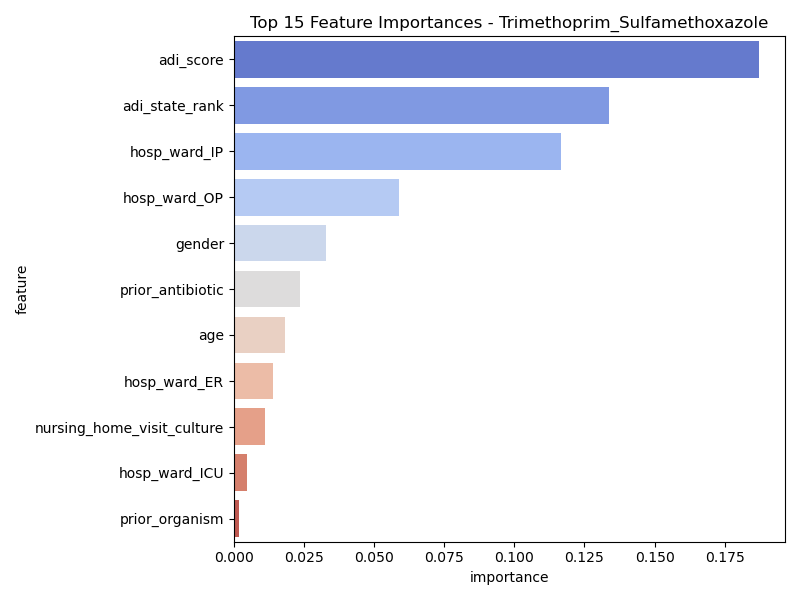 Top 15 Feature Importances - Trimethoprim_Sulfamethoxazole
adi_score
adi_state_rank
hosp_ward_IP
hosp_ward_OP
gender
prior_antibiotic
age
hosp_ward_ER
nursing_home_visit_culture
hosp_ward_ICU
prior_organism
feature
0.000 0.025 0.050 0.075 0.100 0.125 0.150 0.175
importance